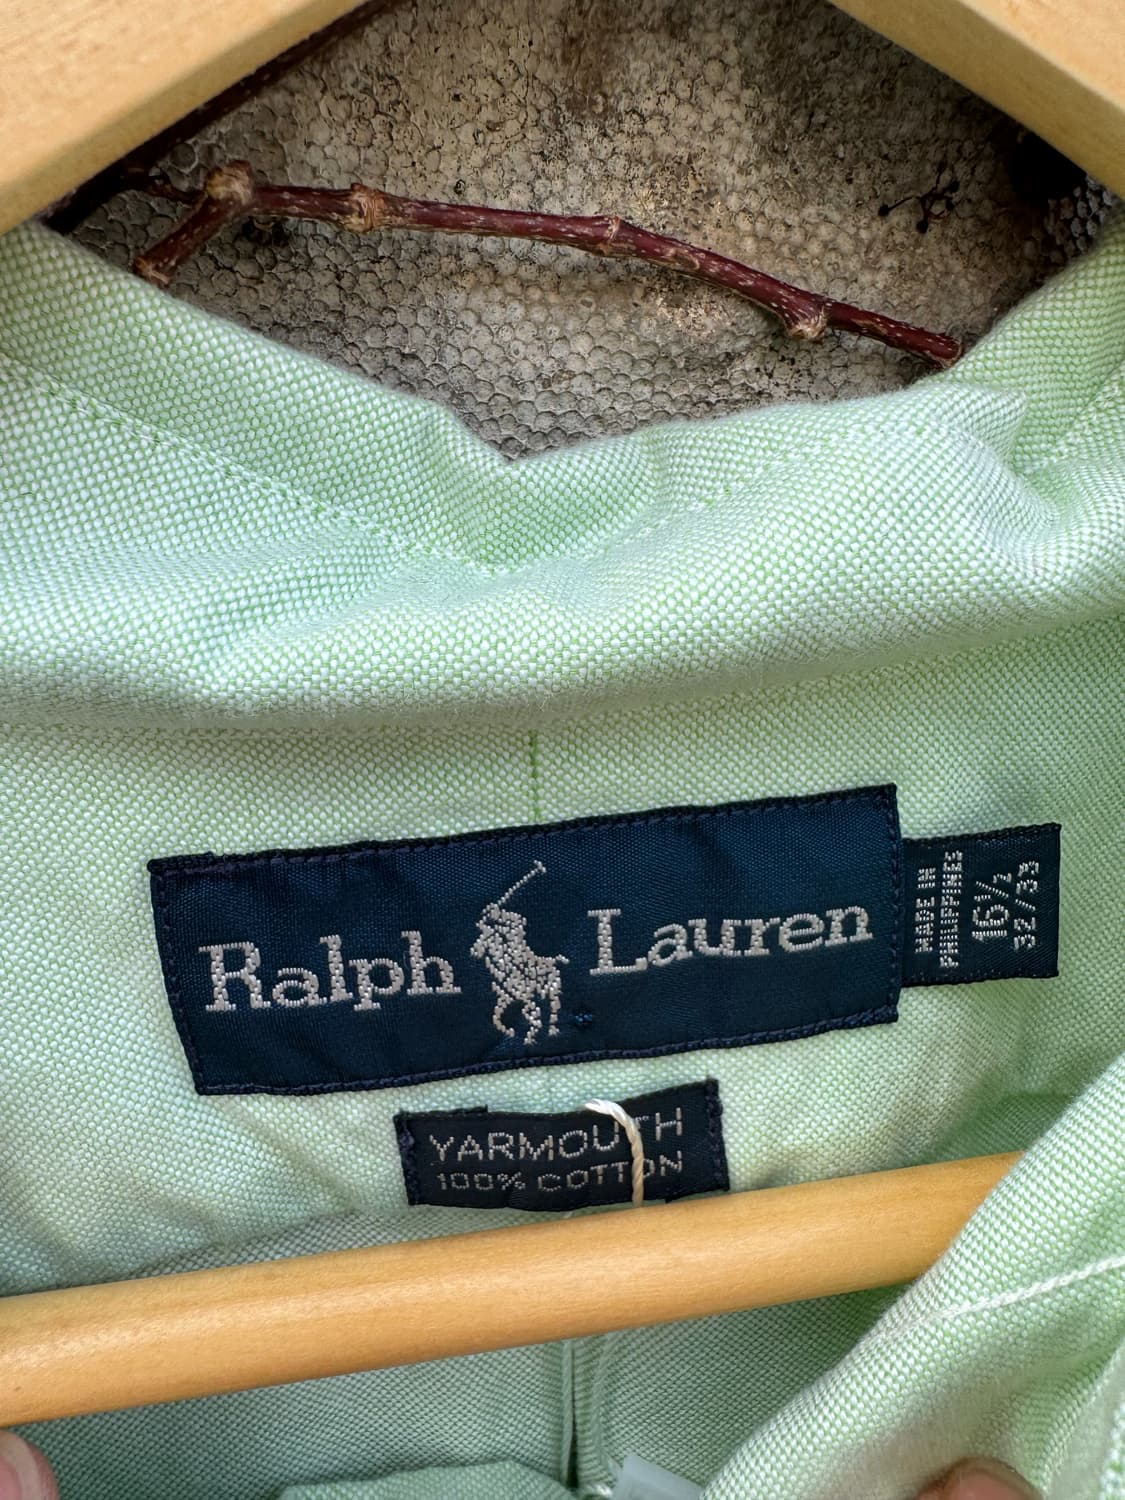 Ralph Lauren
MADE IN
PHILIPPINES
16½
32/33
YARMOUTH
100% COTTON